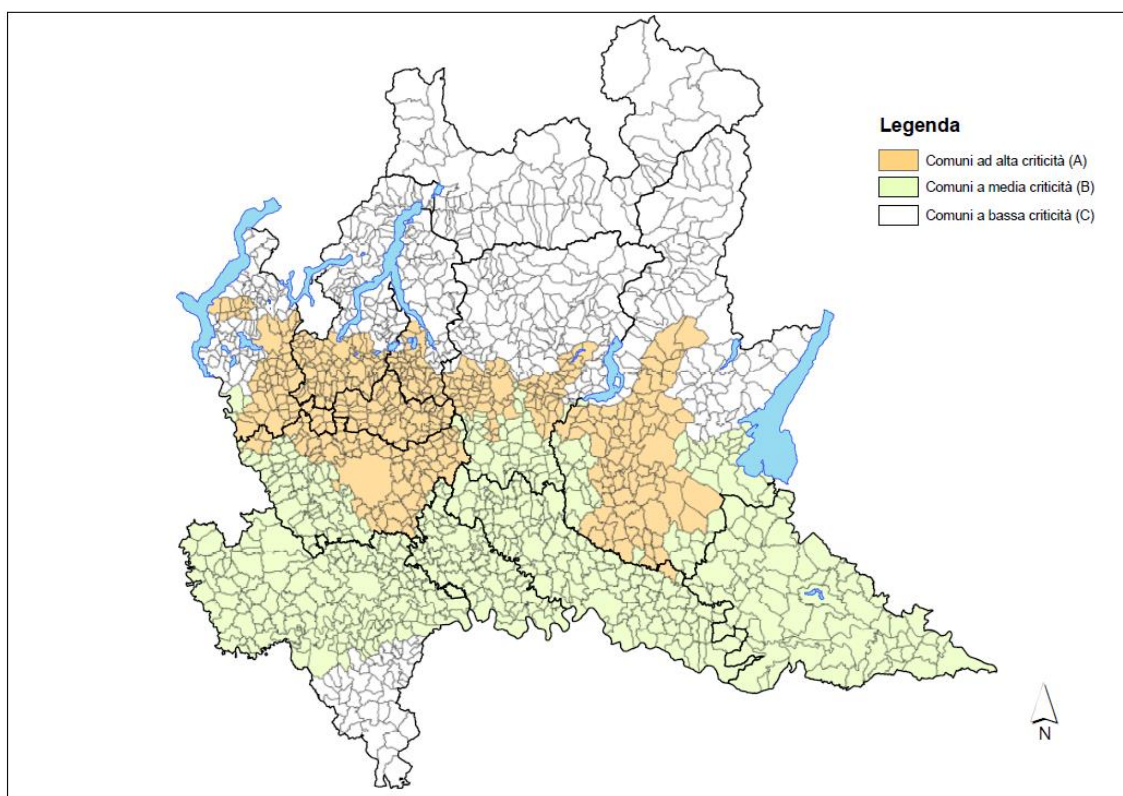 Legenda
Comuni ad alta criticità (A)
Comuni a media criticità (B)
Comuni a bassa criticità (C)
N